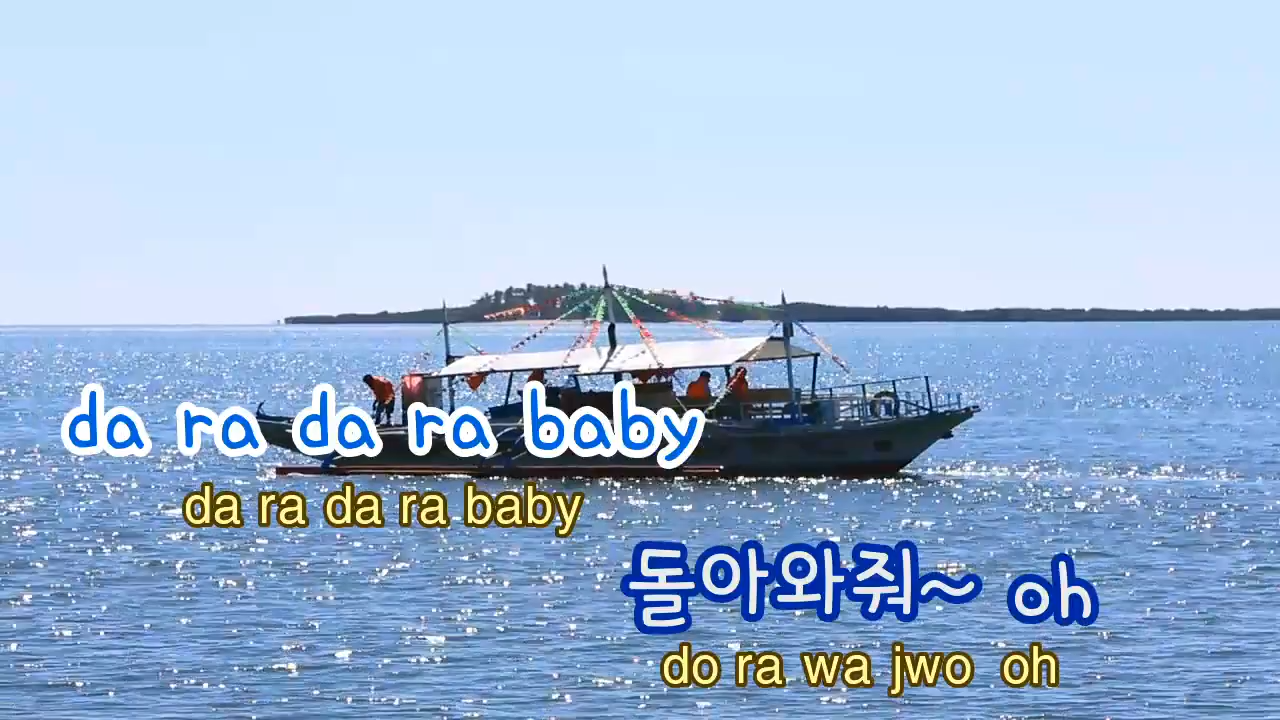 da ra da ra baby
da ra da ra baby
돌아와줘~ oh
do ra wa jwo oh